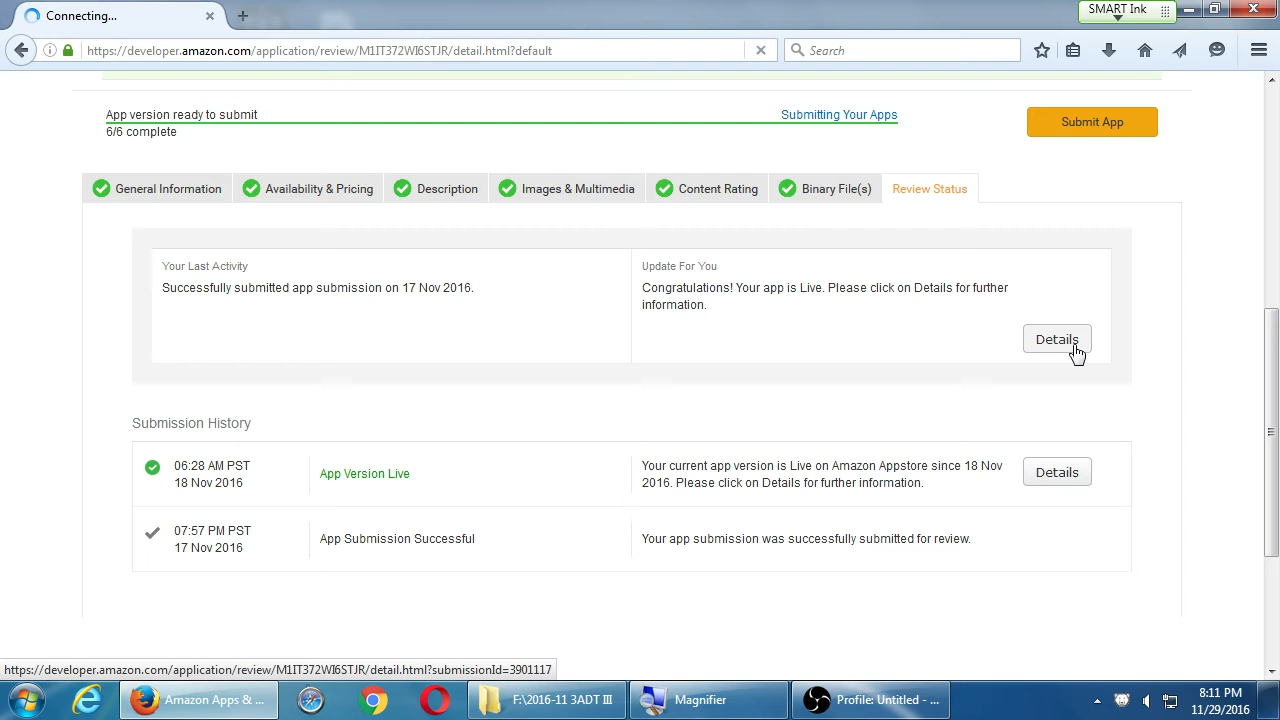 Connecting...
SMART Ink
https://developer.amazon.com/application/review/M1IT372WI6STJR/detail.html?default
Search
App version ready to submit
Submitting Your Apps
Submit App
6/6 complete
General Information
Availability & Pricing
Description
Images & Multimedia
Content Rating
Binary File(s)
Review Status
Your Last Activity
Successfully submitted app submission on 17 Nov 2016.
Update For You
Congratulations! Your app is Live. Please click on Details for further
information.
Details
Submission History
06:28 AM PST
18 Nov 2016
App Version Live
Your current app version is Live on Amazon Appstore since 18 Nov
2016. Please click on Details for further information.
Details
07:57 PM PST
17 Nov 2016
App Submission Successful
Your app submission was successfully submitted for review.
https://developer.amazon.com/application/review/M1IT372WI6STJR/detail.html?submissionId=3901117
Amazon Apps & ...
F:\2016-11 3ADT III
Magnifier
Profile: Untitled - ...
8:11 PM
11/29/2016